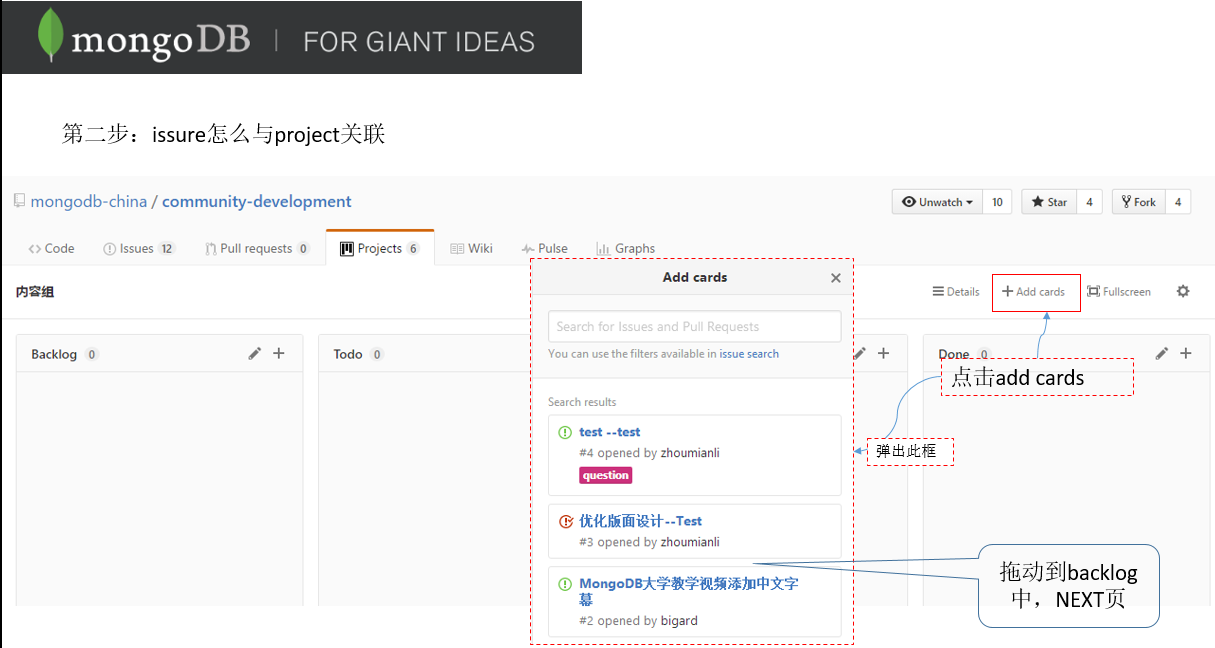 mongoDB | FOR GIANT IDEAS
第二步：issure怎么与project关联
mongodb-china / community-development
Unwatch 10 Star 4 Fork 4
Code Issues 12 Pull requests 0 Projects 6 Wiki Pulse Graphs
内容组
Details Add cards Fullscreen
Backlog 0
Todo 0
Done 0
点击add cards
Add cards
Search for Issues and Pull Requests
You can use the filters available in issue search
Search results
test --test
#4 opened by zhoumianli
question
优化版面设计--Test
#3 opened by zhoumianli
MongoDB大学教学视频添加中文字
幕
#2 opened by bigard
弹出此框
拖动到backlog
中，NEXT页